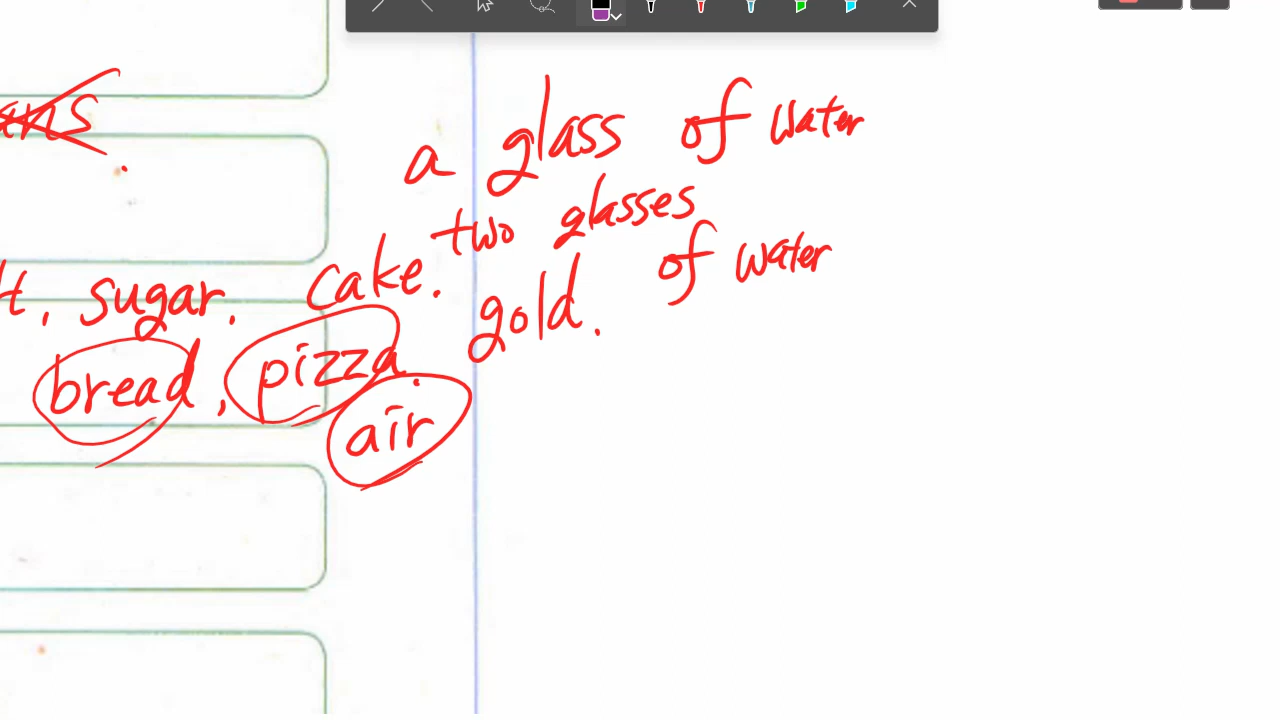 a glass of water
two glasses
of water
sugar. cake. gold.
bread, pizza.
air